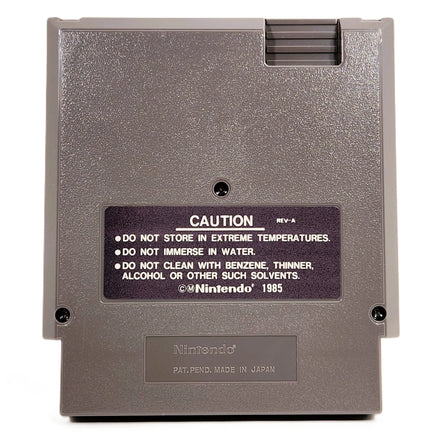 CAUTION REV-A
●DO NOT STORE IN EXTREME TEMPERATURES.
●DO NOT IMMERSE IN WATER.
●DO NOT CLEAN WITH BENZENE, THINNER,
ALCOHOL OR OTHER SUCH SOLVENTS.
©ⓂNintendo® 1985
Nintendo®
PAT. PEND. MADE IN JAPAN